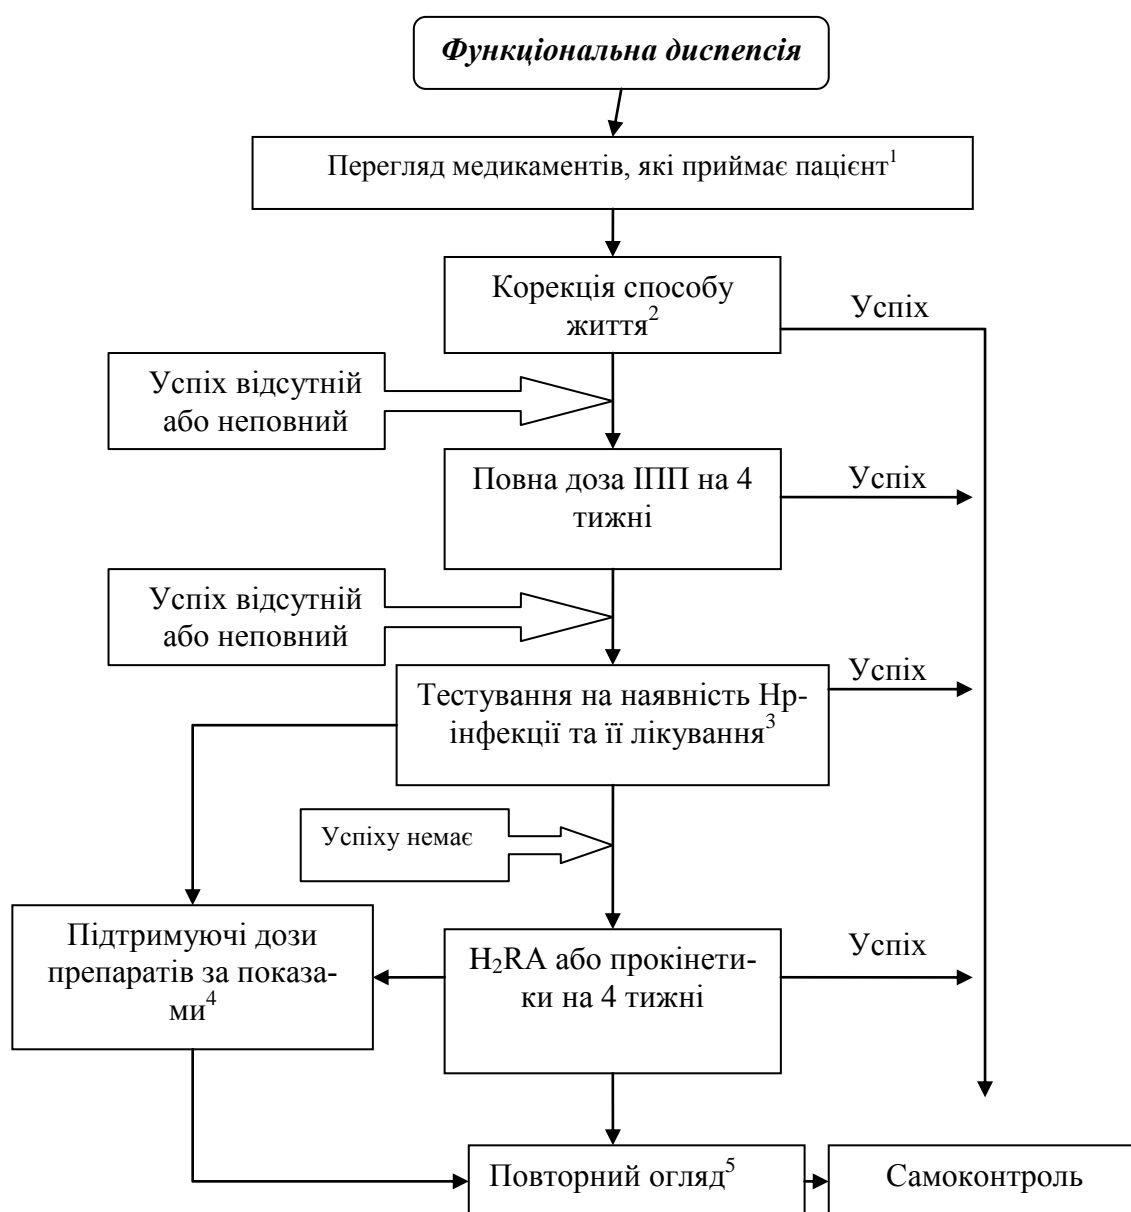 Функціональна диспепсія
Перегляд медикаментів, які приймає пацієнт1
Корекція способу
життя2
Успіх
Успіх відсутній
або неповний
Повна доза ІПП на 4
тижні
Успіх
Успіх відсутній
або неповний
Тестування на наявність Нр-
інфекції та її лікування3
Успіх
Успіху немає
Підтримуючі дози
препаратів за показа-
ми4
H2RA або прокінети-
ки на 4 тижні
Успіх
Повторний огляд5
Самоконтроль